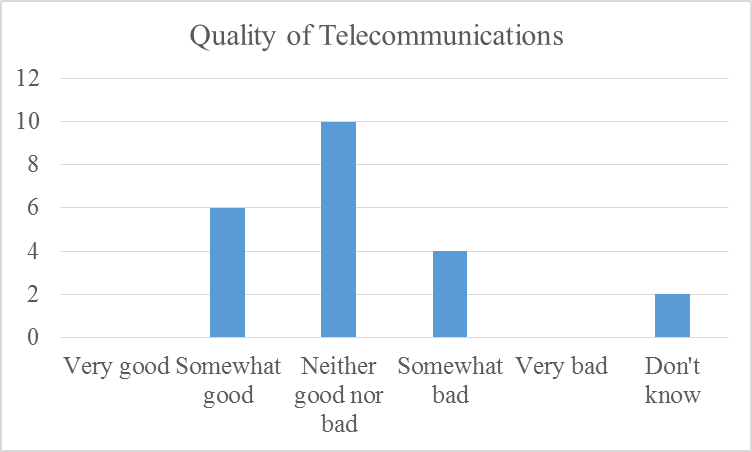 Quality of Telecommunications
12
10
8
6
4
2
0
Very good
Somewhat
good
Neither
good nor
bad
Somewhat
bad
Very bad
Don't
know